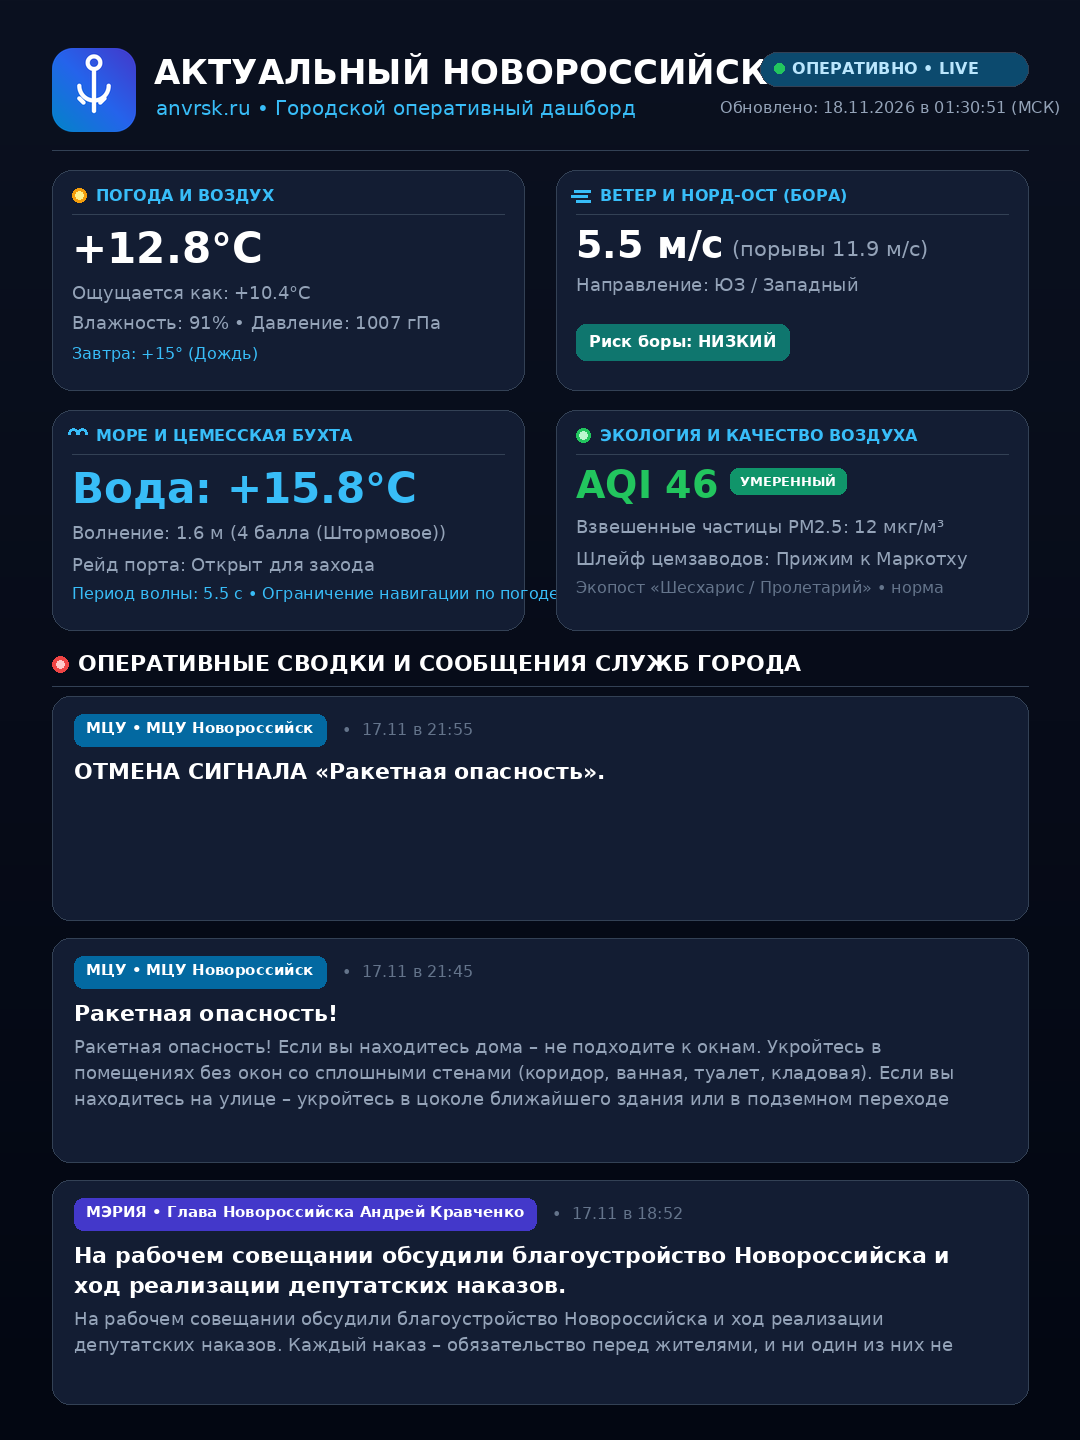 АКТУАЛЬНЫЙ НОВОРОССИЙСК
ОПЕРАТИВНО • LIVE
anvrsk.ru • Городской оперативный дашборд
Обновлено: 18.11.2026 в 01:30:51 (МСК)
ПОГОДА И ВОЗДУХ
+12.8°C
Ощущается как: +10.4°C
Влажность: 91% • Давление: 1007 гПа
Завтра: +15° (Дождь)
ВЕТЕР И НОРД-ОСТ (БОРА)
5.5 м/с (порывы 11.9 м/с)
Направление: ЮЗ / Западный
Риск боры: НИЗКИЙ
МОРЕ И ЦЕМЕССКАЯ БУХТА
Вода: +15.8°C
Волнение: 1.6 м (4 балла (Штормовое))
Рейд порта: Открыт для захода
Период волны: 5.5 с • Ограничение навигации по погоде
ЭКОЛОГИЯ И КАЧЕСТВО ВОЗДУХА
AQI 46 УМЕРЕННЫЙ
Взвешенные частицы PM2.5: 12 мкг/м³
Шлейф цемзаводов: Прижим к Маркотху
Экопост «Шесхарис / Пролетарий» • норма
ОПЕРАТИВНЫЕ СВОДКИ И СООБЩЕНИЯ СЛУЖБ ГОРОДА
МЦУ • МЦУ Новороссийск • 17.11 в 21:55
ОТМЕНА СИГНАЛА «Ракетная опасность».
МЦУ • МЦУ Новороссийск • 17.11 в 21:45
Ракетная опасность!
Ракетная опасность! Если вы находитесь дома – не подходите к окнам. Укройтесь в
помещениях без окон со сплошными стенами (коридор, ванная, туалет, кладовая). Если вы
находитесь на улице – укройтесь в цоколе ближайшего здания или в подземном переходе
МЭРИЯ • Глава Новороссийска Андрей Кравченко • 17.11 в 18:52
На рабочем совещании обсудили благоустройство Новороссийска и
ход реализации депутатских наказов.
На рабочем совещании обсудили благоустройство Новороссийска и ход реализации
депутатских наказов. Каждый наказ – обязательство перед жителями, и ни один из них не